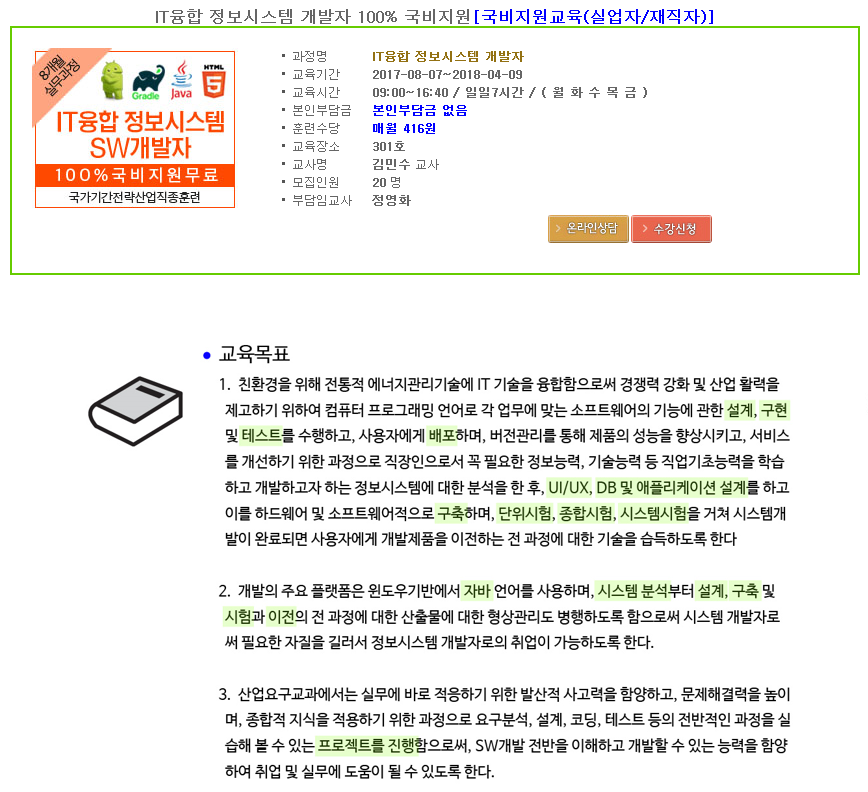 IT융합 정보시스템 개발자 100% 국비지원[국비지원교육(실업자/재직자)]
8개월
실무과정
Gradle
Java
HTML
5
IT융합 정보시스템
SW개발자
100%국비지원무료
국가기간전략산업직종훈련
• 과정명 IT융합 정보시스템 개발자
• 교육기간 2017-08-07~2018-04-09
• 교육시간 09:00~16:40 / 일일7시간 / ( 월 화 수 목 금 )
• 본인부담금 본인부담금 없음
• 훈련수당 매월 416원
• 교육장소 301호
• 교사명 김민수 교사
• 모집인원 20 명
• 부담임교사 정영화
온라인상담 수강신청
• 교육목표
1. 친환경을 위해 전통적 에너지관리기술에 IT 기술을 융합함으로써 경쟁력 강화 및 산업 활력을
제고하기 위하여 컴퓨터 프로그래밍 언어로 각 업무에 맞는 소프트웨어의 기능에 관한 설계, 구현
및 테스트를 수행하고, 사용자에게 배포하며, 버전관리를 통해 제품의 성능을 향상시키고, 서비스
를 개선하기 위한 과정으로 직장인으로서 꼭 필요한 정보능력, 기술능력 등 직업기초능력을 학습
하고 개발하고자 하는 정보시스템에 대한 분석을 한 후, UI/UX, DB 및 애플리케이션 설계를 하고
이를 하드웨어 및 소프트웨어적으로 구축하며, 단위시험, 종합시험, 시스템시험을 거쳐 시스템개
발이 완료되면 사용자에게 개발제품을 이전하는 전 과정에 대한 기술을 습득하도록 한다
2. 개발의 주요 플랫폼은 윈도우기반에서 자바 언어를 사용하며, 시스템 분석부터 설계, 구축 및
시험과 이전의 전 과정에 대한 산출물에 대한 형상관리도 병행하도록 함으로써 시스템 개발자로
써 필요한 자질을 길러서 정보시스템 개발자로의 취업이 가능하도록 한다.
3. 산업요구교과에서는 실무에 바로 적응하기 위한 발산적 사고력을 함양하고, 문제해결력을 높이
며, 종합적 지식을 적용하기 위한 과정으로 요구분석, 설계, 코딩, 테스트 등의 전반적인 과정을 실
습해 볼 수 있는 프로젝트를 진행함으로써, SW개발 전반을 이해하고 개발할 수 있는 능력을 함양
하여 취업 및 실무에 도움이 될 수 있도록 한다.